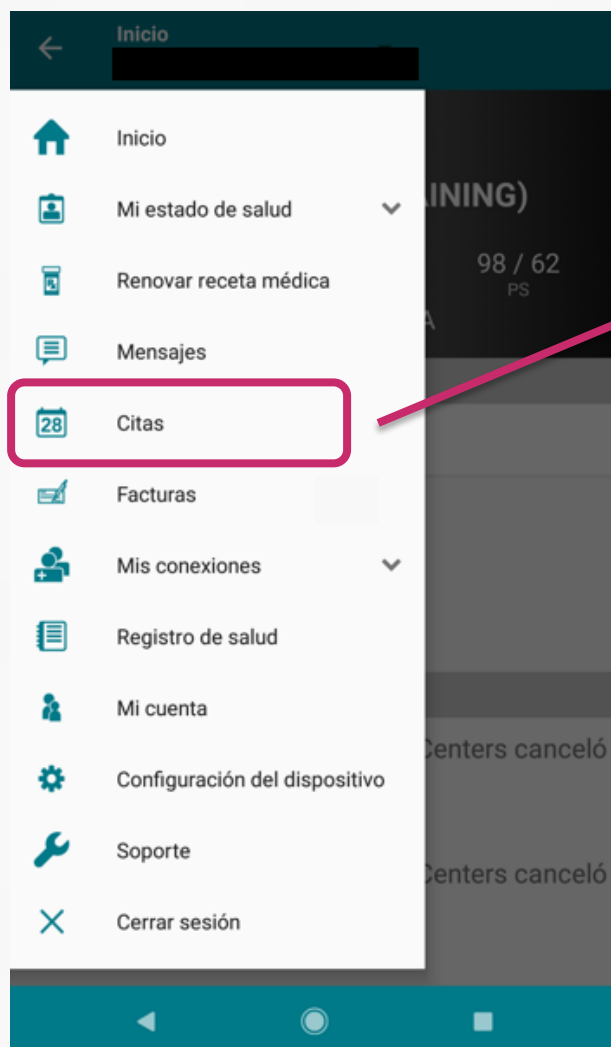 Inicio
Inicio
Mi estado de salud
INING)
Renovar receta médica
98 / 62
PS
A
Mensajes
28
Citas
Facturas
Mis conexiones
Registro de salud
Mi cuenta
Centers canceló
Configuración del dispositivo
Soporte
Centers canceló
Cerrar sesión